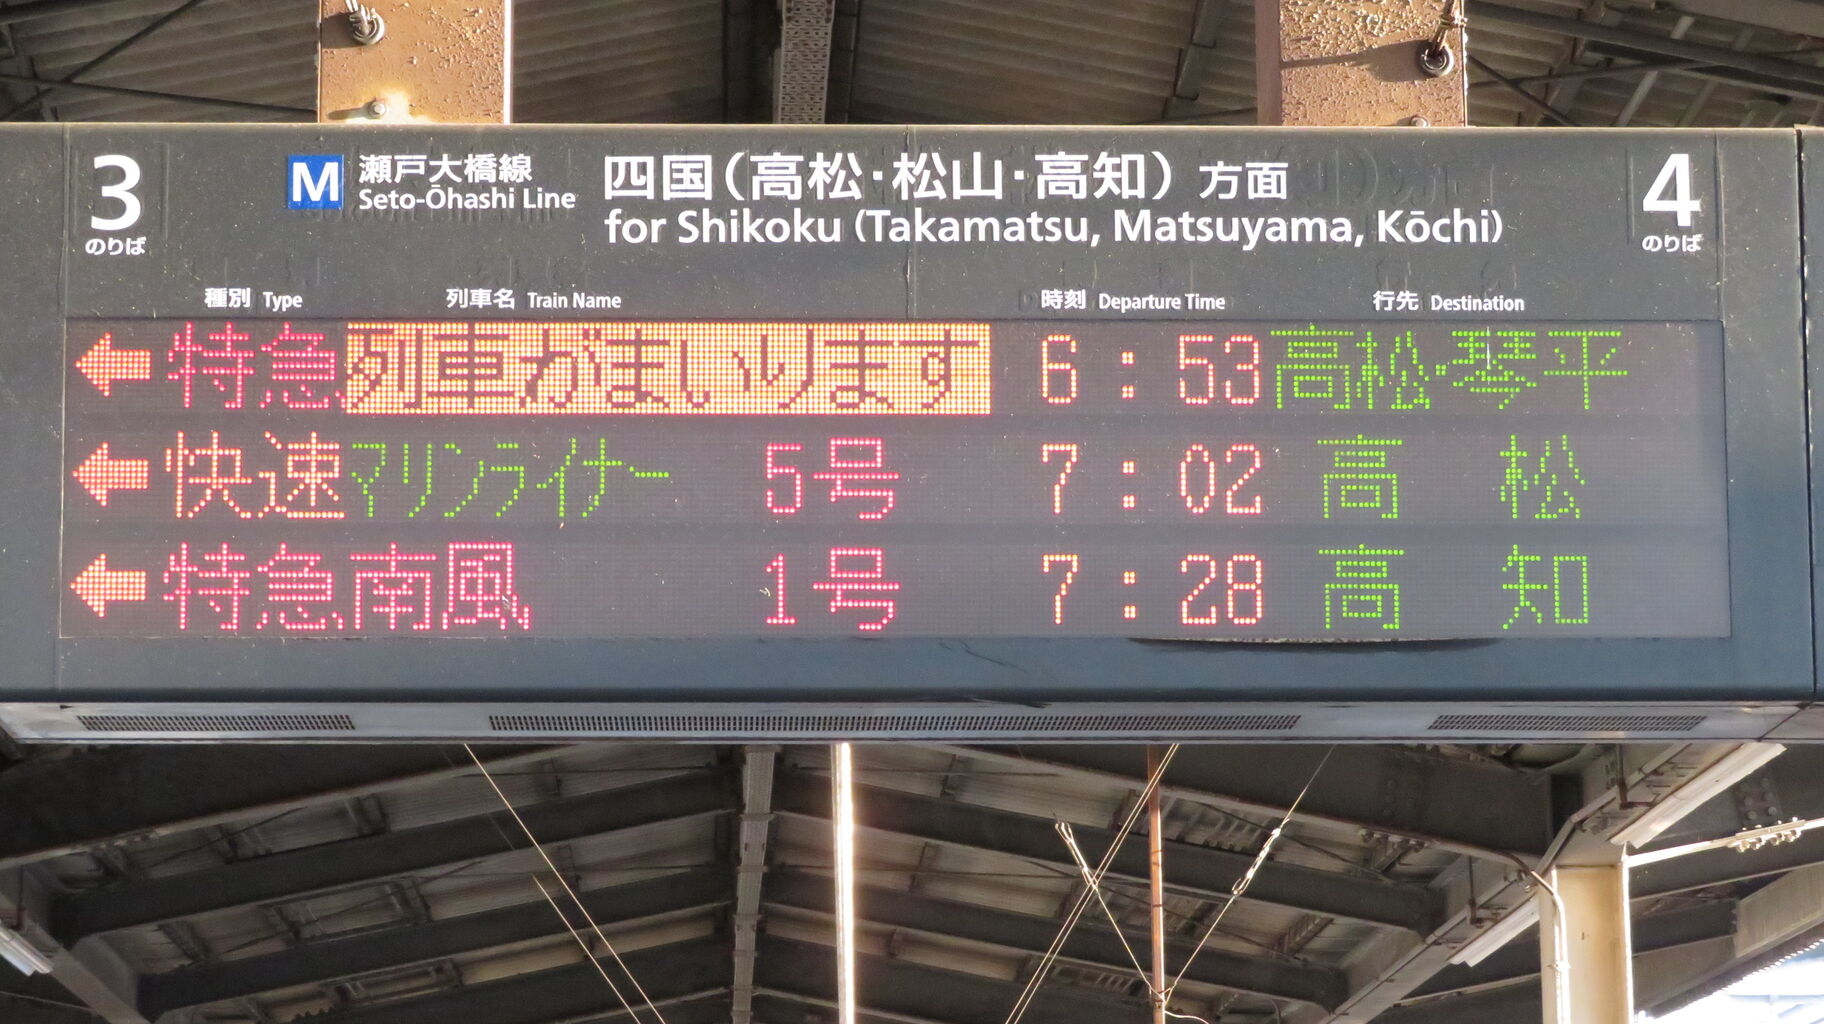 3 のりば
M 瀬戸大橋線
Seto-Ōhashi Line
四国(高松・松山・高知) 方面
for Shikoku (Takamatsu, Matsuyama, Kōchi)
4 のりば
種別 Type 列車名 Train Name 時刻 Departure Time 行先 Destination
← 特急 列車がまいります 6:53 高松・琴平
← 快速 マリンライナー 5号 7:02 高松
← 特急 南風 1号 7:28 高知